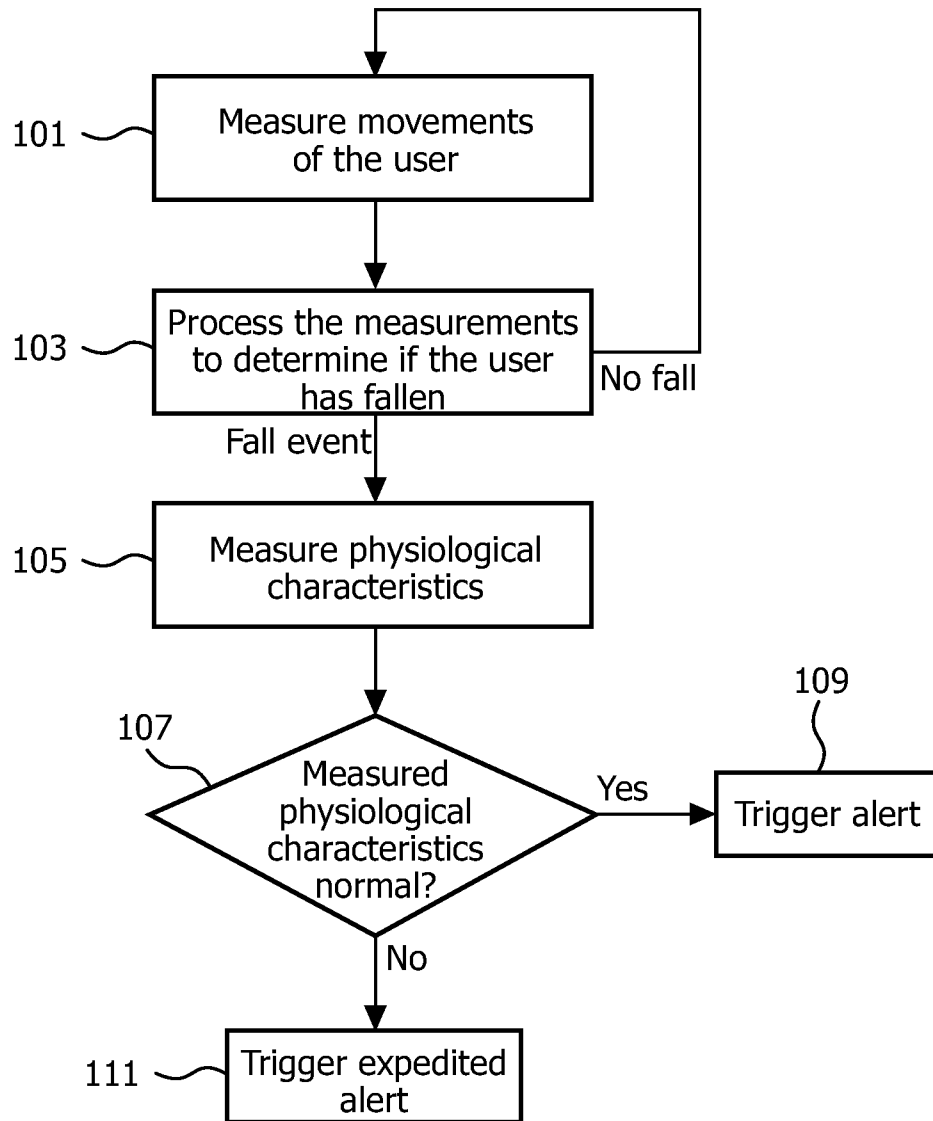 101
Measure movements
of the user
103
Process the measurements
to determine if the user
has fallen
No fall
Fall event
105
Measure physiological
characteristics
107
Measured
physiological
characteristics
normal?
Yes
109
Trigger alert
No
111
Trigger expedited
alert